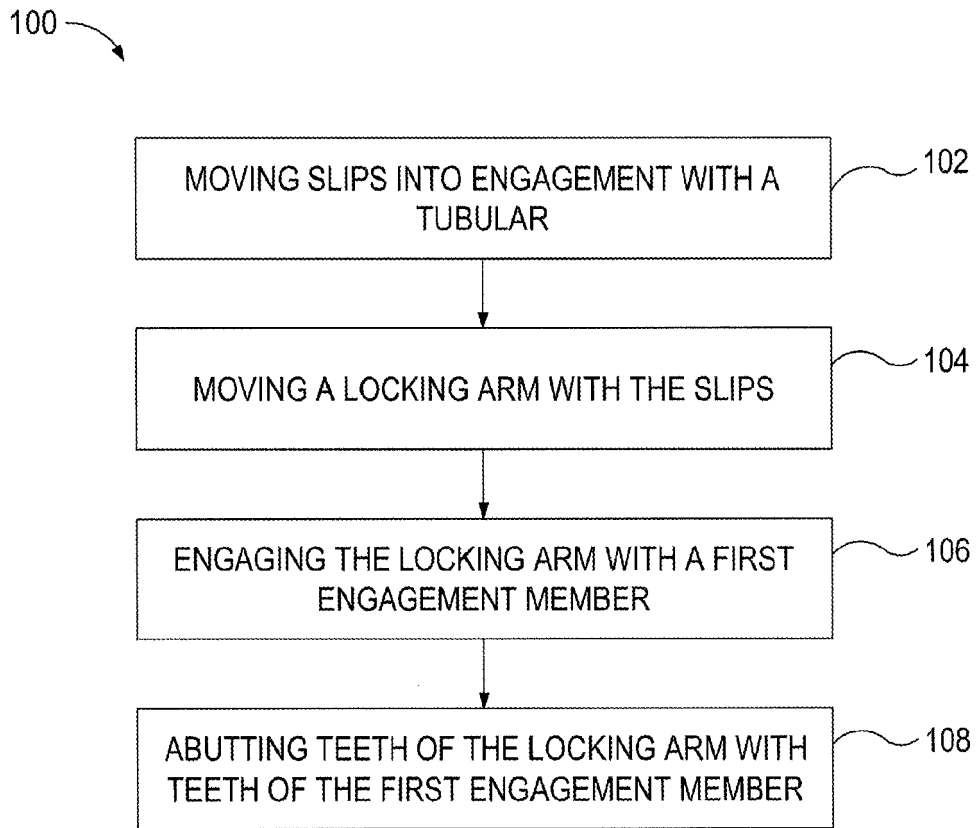 100
MOVING SLIPS INTO ENGAGEMENT WITH A
TUBULAR
102
MOVING A LOCKING ARM WITH THE SLIPS
104
ENGAGING THE LOCKING ARM WITH A FIRST
ENGAGEMENT MEMBER
106
ABUTTING TEETH OF THE LOCKING ARM WITH
TEETH OF THE FIRST ENGAGEMENT MEMBER
108